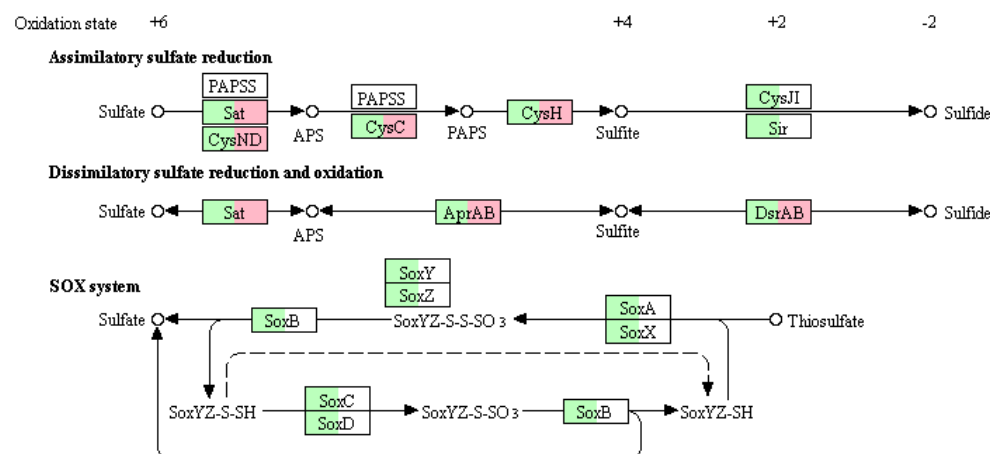 Oxidation state +6 +4 +2 -2
Assimilatory sulfate reduction
PAPSS
PAPSS CysJI
Sulfate Sat APS CysC PAPS CysH Sulfite Sir Sulfide
CysND
Dissimilatory sulfate reduction and oxidation
Sulfate Sat APS AprAB Sulfite DsrAB Sulfide
SOX system
SoxY
SoxZ
SoxA
Sulfate SoxB SoxYZ-S-S-SO3 SoxX Thiosulfate
SoxC
SoxYZ-S-SH SoxD SoxYZ-S-SO3 SoxB SoxYZ-SH